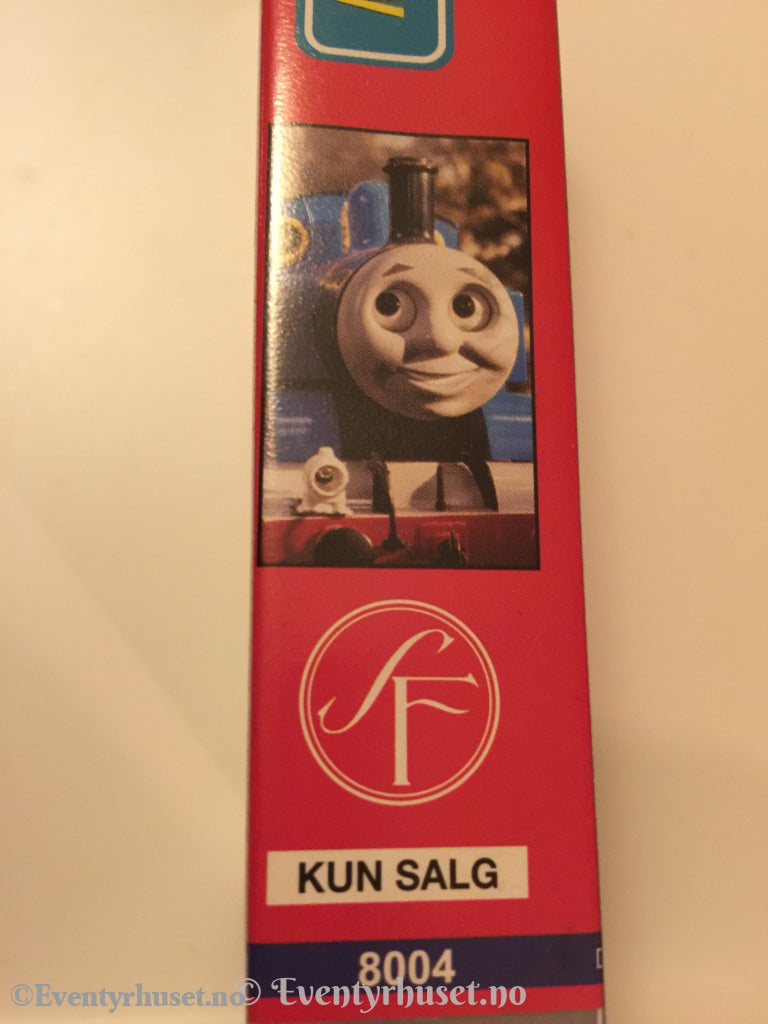 SF
KUN SALG
8004
©Eventyrhuset.no
© Eventyrhuset.no